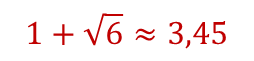 1 + √6 ≈ 3,45